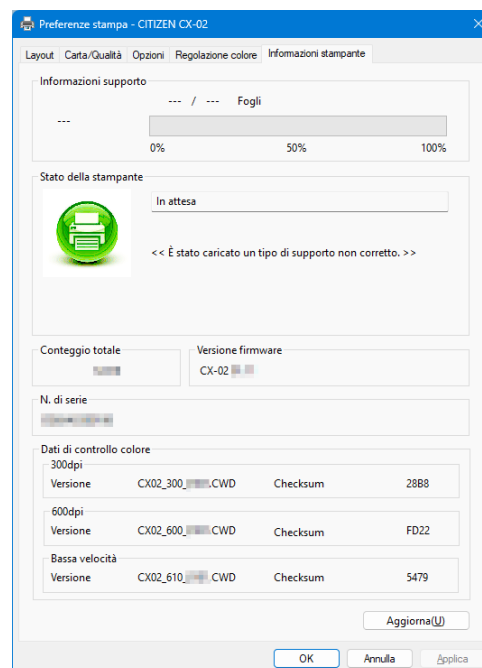 Preferenze stampa - CITIZEN CX-02
Layout Carta/Qualità Opzioni Regolazione colore Informazioni stampante
Informazioni supporto
--- / --- Fogli
---
0% 50% 100%
Stato della stampante
In attesa
<< È stato caricato un tipo di supporto non corretto. >>
Conteggio totale Versione firmware
CX-02
N. di serie
Dati di controllo colore
300dpi
Versione CX02_300_ .CWD Checksum 28B8
600dpi
Versione CX02_600_ .CWD Checksum FD22
Bassa velocità
Versione CX02_610_ .CWD Checksum 5479
Aggiorna(U)
OK Annulla Applica